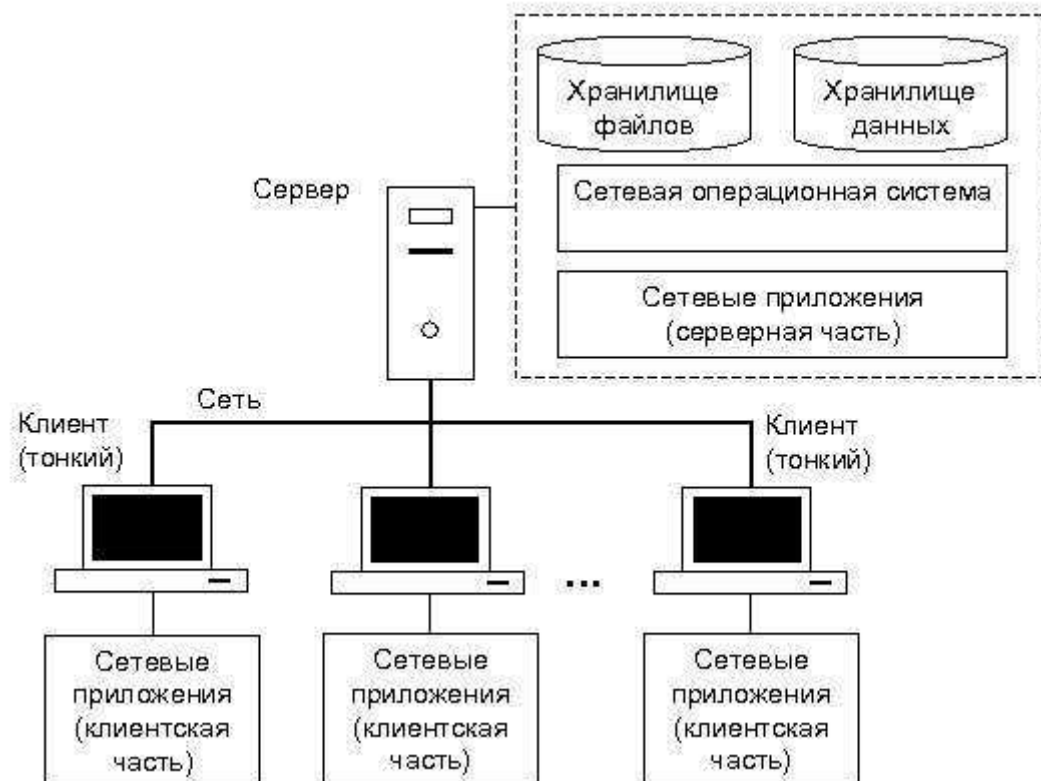 Хранилище
файлов
Хранилище
данных
Сетевая операционная система
Сетевые приложения
(серверная часть)
Сервер
Сеть
Клиент
(тонкий)
Клиент
(тонкий)
...
Сетевые
приложения
(клиентская
часть)
Сетевые
приложения
(клиентская
часть)
Сетевые
приложения
(клиентская
часть)